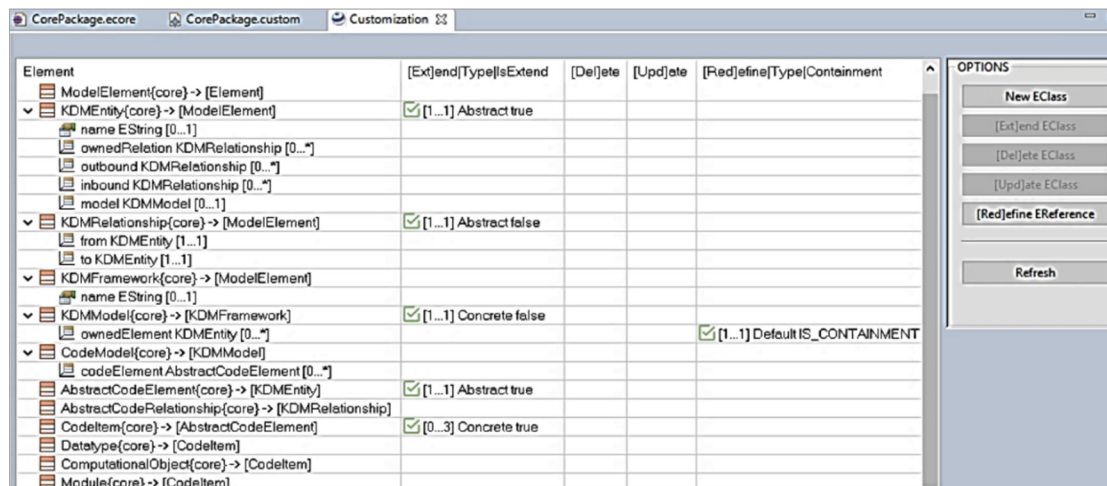 CorePackage.ecore CorePackage.custom Customization
Element [Ext]end|Type|IsExtend [Del]ete [Upd]ate [Red]efine|Type|Containment
ModelElement{core}-> [Element]
KDMEntity{core}-> [ModelElement] [1...1] Abstract true
name EString [0...1]
ownedRelation KDMRelationship [0...*]
outbound KDMRelationship [0...*]
inbound KDMRelationship [0...*]
model KDMModel [0...1]
KDMRelationship{core}-> [ModelElement] [1...1] Abstract false
from KDMEntity [1...1]
to KDMEntity [1...1]
KDMFramework{core}-> [ModelElement]
name EString [0...1]
KDMModel{core}-> [KDMFramework] [1...1] Concrete false
ownedElement KDMEntity [0...*] [1...1] Default IS_CONTAINMENT
CodeModel{core}-> [KDMModel]
codeElement AbstractCodeElement [0...*]
AbstractCodeElement{core}-> [KDMEntity] [1...1] Abstract true
AbstractCodeRelationship{core}-> [KDMRelationship]
CodeItem{core}-> [AbstractCodeElement] [0...3] Concrete true
Datatype{core}-> [CodeItem]
ComputationalObject{core}-> [CodeItem]
Module{core}-> [CodeItem]
OPTIONS
New EClass
[Ext]end EClass
[Del]ete EClass
[Upd]ate EClass
[Red]efine EReference
Refresh